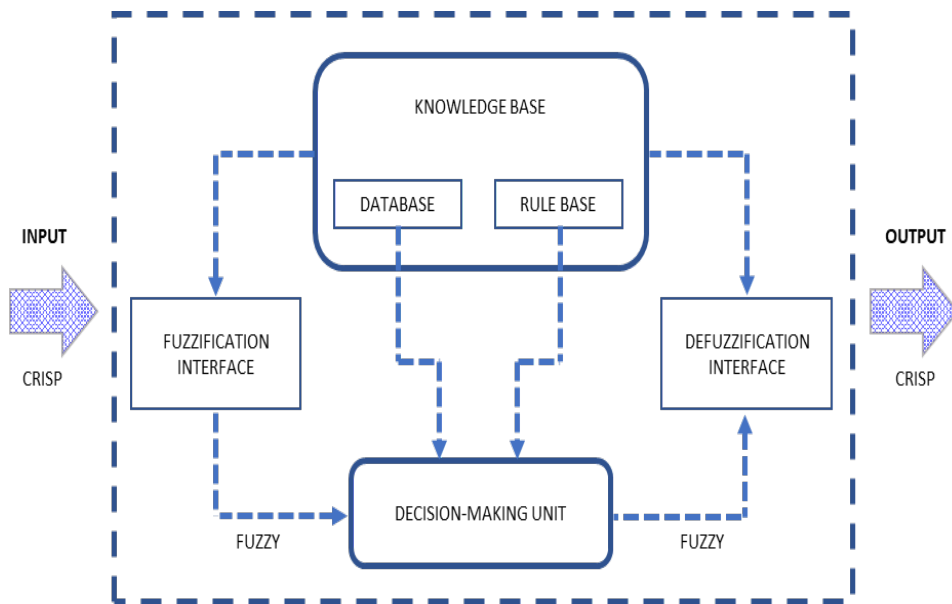 KNOWLEDGE BASE
DATABASE
RULE BASE
INPUT
CRISP
FUZZIFICATION
INTERFACE
DEFUZZIFICATION
INTERFACE
OUTPUT
CRISP
DECISION-MAKING UNIT
FUZZY
FUZZY